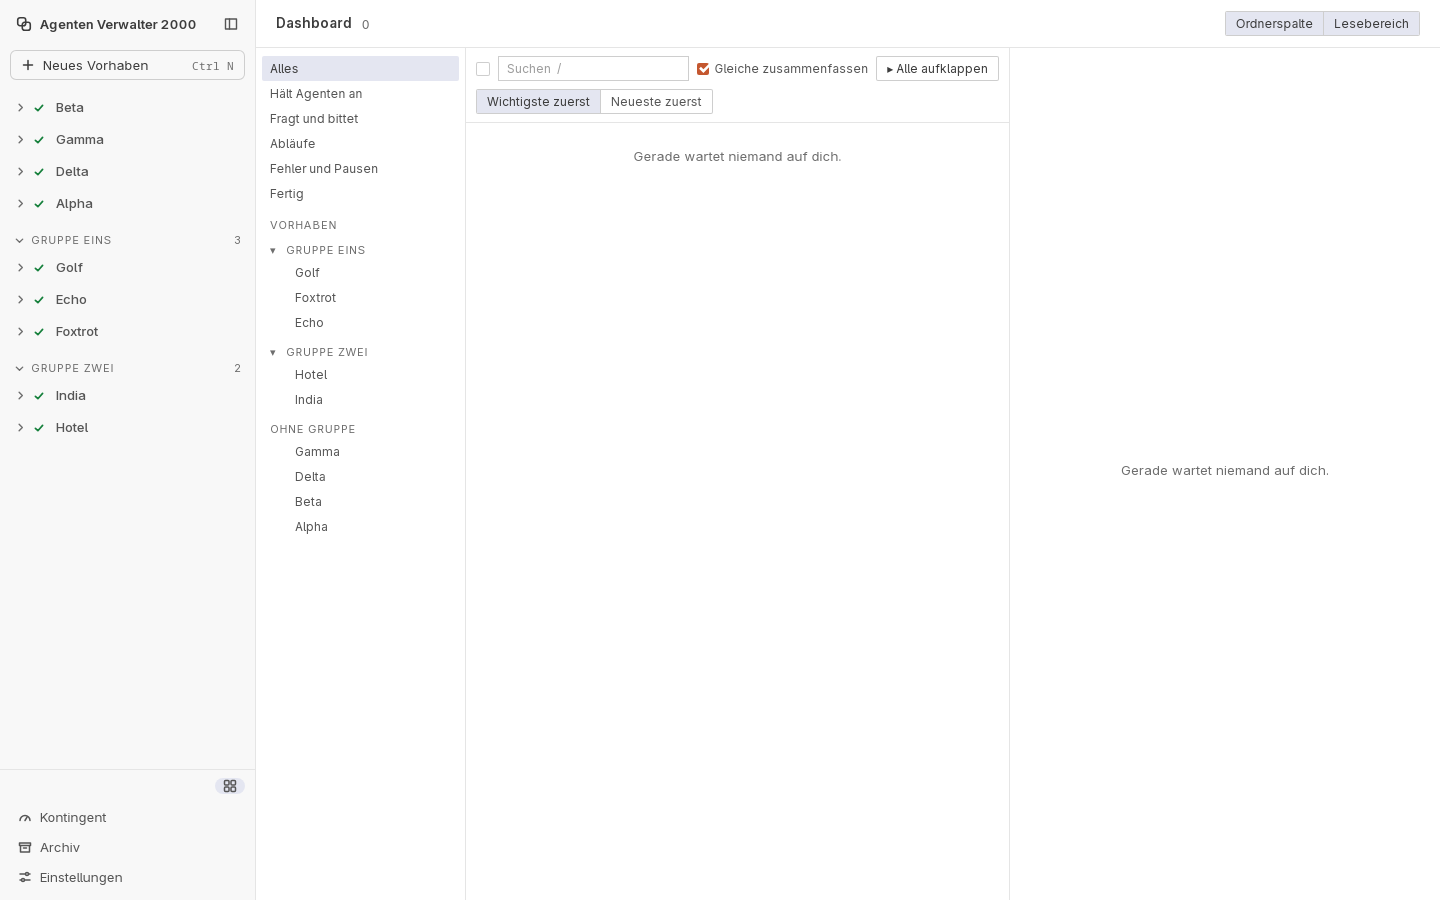 Agenten Verwalter 2000
Neues Vorhaben Ctrl N
Beta
Gamma
Delta
Alpha
GRUPPE EINS 3
Golf
Echo
Foxtrot
GRUPPE ZWEI 2
India
Hotel
Kontingent
Archiv
Einstellungen
Dashboard 0
Ordnerspalte Lesebereich
Alles
Hält Agenten an
Fragt und bittet
Abläufe
Fehler und Pausen
Fertig
VORHABEN
GRUPPE EINS
Golf
Foxtrot
Echo
GRUPPE ZWEI
Hotel
India
OHNE GRUPPE
Gamma
Delta
Beta
Alpha
Suchen / Gleiche zusammenfassen ▸ Alle aufklappen
Wichtigste zuerst Neueste zuerst
Gerade wartet niemand auf dich.
Gerade wartet niemand auf dich.